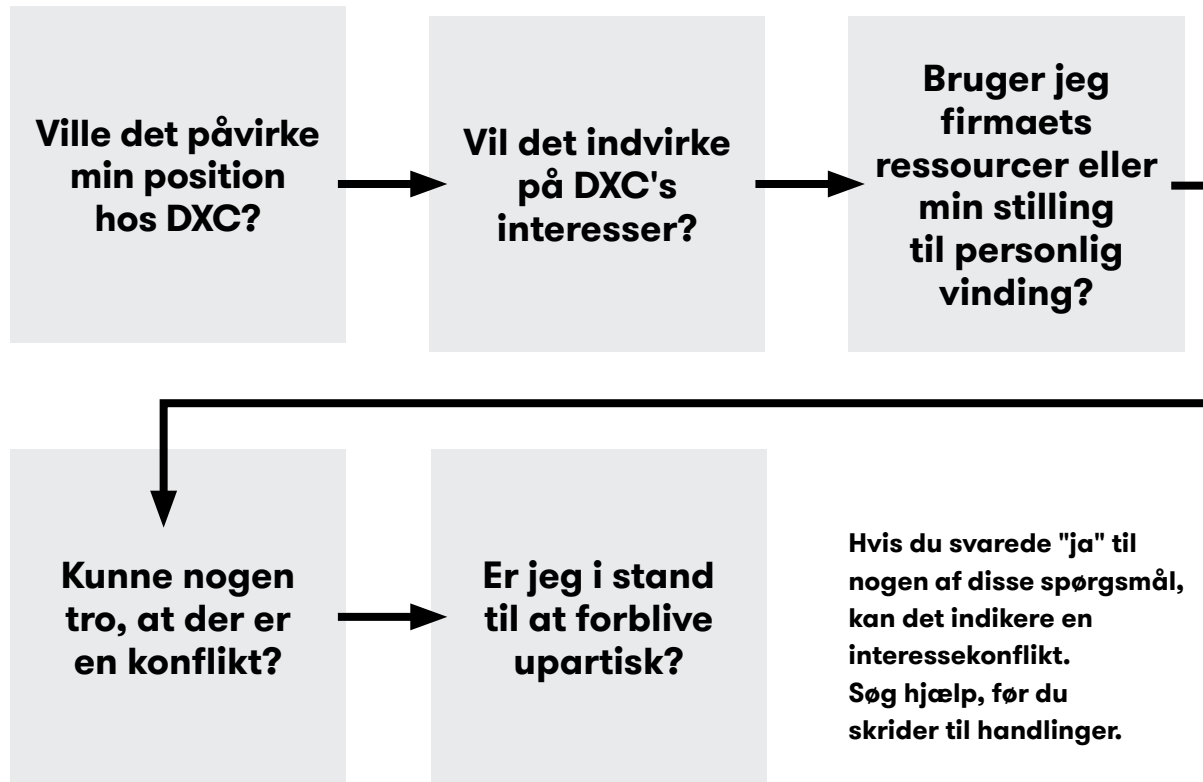 Ville det påvirke
min position
hos DXC?
Vil det indvirke
på DXC's
interesser?
Bruger jeg
firmaets
ressourcer eller
min stilling
til personlig
vinding?
Kunne nogen
tro, at der er
en konflikt?
Er jeg i stand
til at forblive
upartisk?
Hvis du svarede "ja" til
nogen af disse spørgsmål,
kan det indikere en
interessekonflikt.
Søg hjælp, før du
skrider til handlinger.